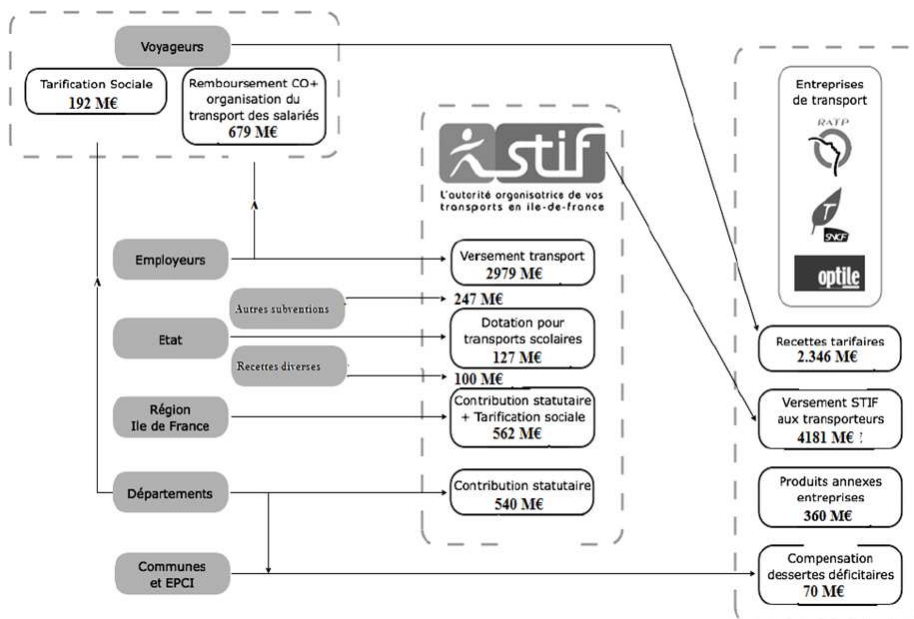 Voyageurs
Tarification Sociale
192 M€
Remboursement CO+
organisation du
transport des salariés
679 M€
stif
L'autorité organisatrice de vos
transports en ile-de-france
Entreprises
de transport
RATP
T
SNCF
optile
Employeurs
Versement transport
2979 M€
Autres subventions
247 M€
Etat
Dotation pour
transports scolaires
127 M€
Recettes diverses
100 M€
Région
Ile de France
Contribution statutaire
+ Tarification sociale
562 M€
Départements
Contribution statutaire
540 M€
Communes
et EPCI
Recettes tarifaires
2.346 M€
Versement STIF
aux transporteurs
4181 M€ !
Produits annexes
entreprises
360 M€
Compensation
dessertes déficitaires
70 M€